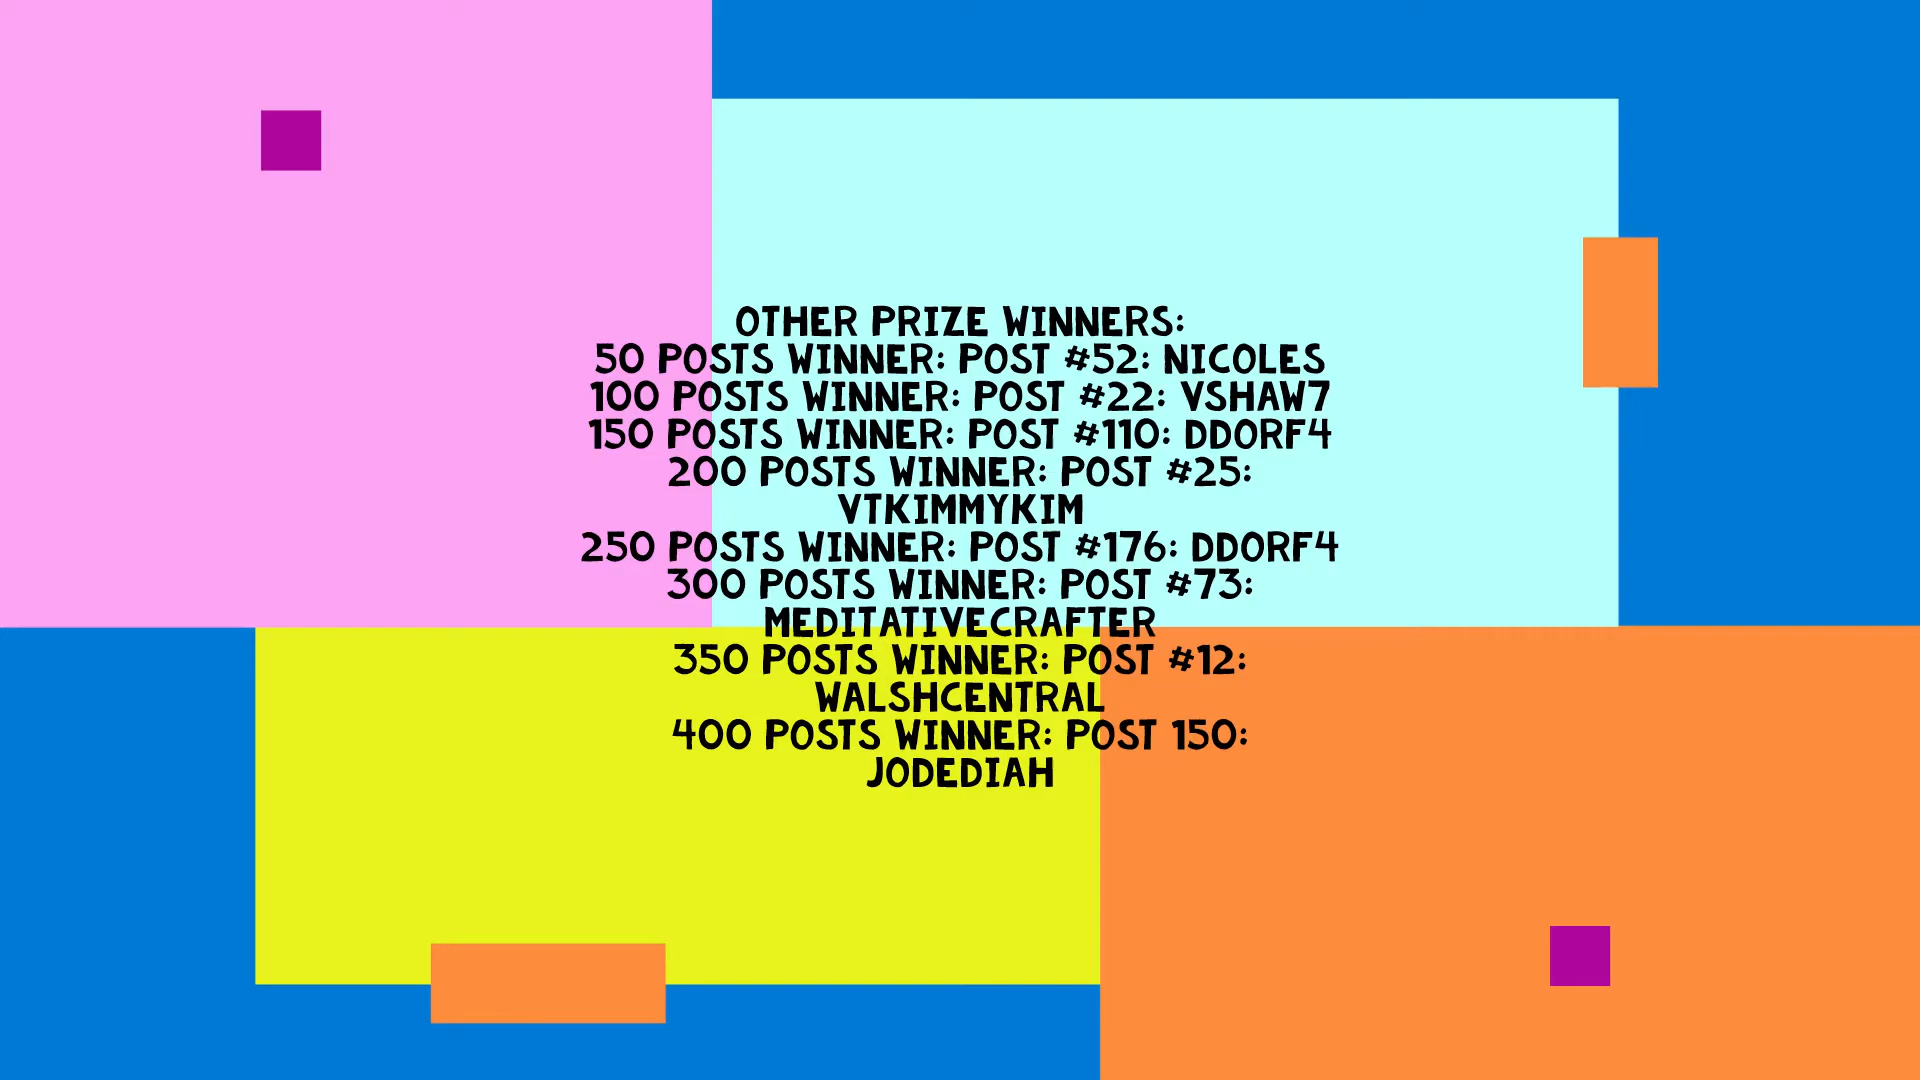 OTHER PRIZE WINNERS:
50 POSTS WINNER: POST #52: NICOLES
100 POSTS WINNER: POST #22: VSHAW7
150 POSTS WINNER: POST #110: DDORF4
200 POSTS WINNER: POST #25:
VTKIMMYKIM
250 POSTS WINNER: POST #176: DDORF4
300 POSTS WINNER: POST #73:
MEDITATIVECRAFTER
350 POSTS WINNER: POST #12:
WALSHCENTRAL
400 POSTS WINNER: POST 150:
JODEDIAH